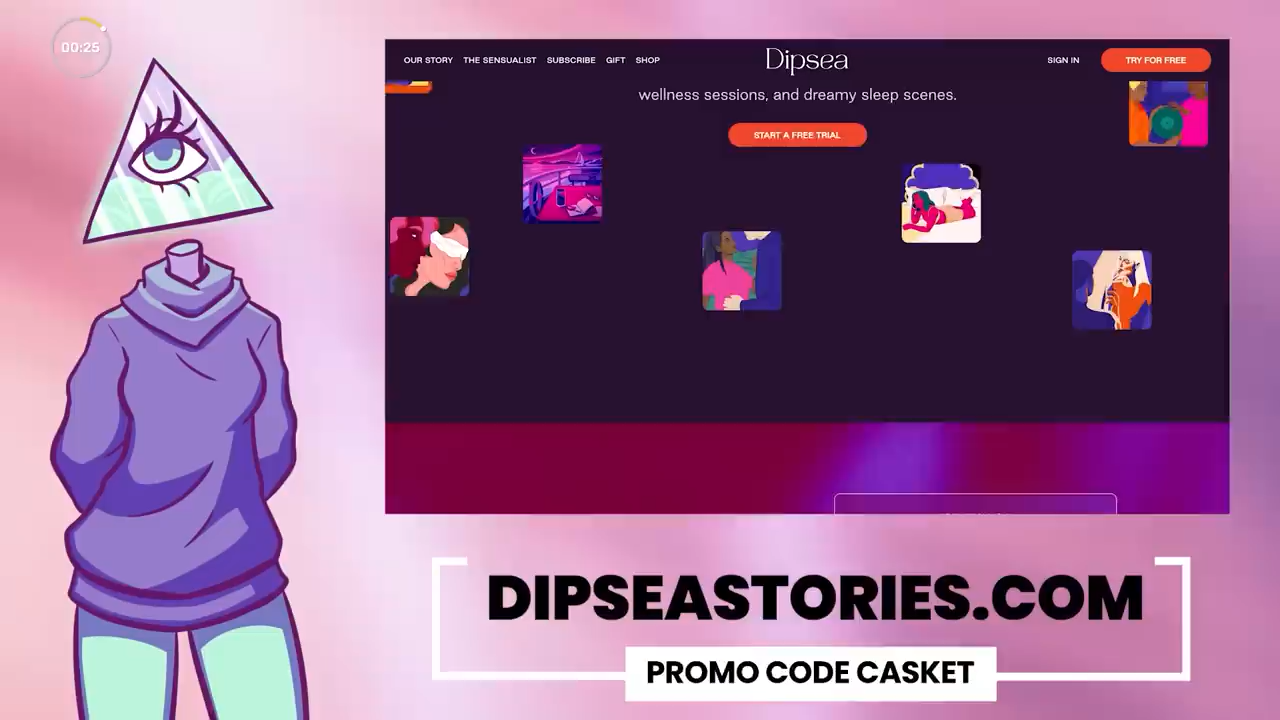 00:25
OUR STORY THE SENSUALIST SUBSCRIBE GIFT SHOP
Dipsea
SIGN IN
TRY FOR FREE
wellness sessions, and dreamy sleep scenes.
START A FREE TRIAL
DIPSEASTORIES.COM
PROMO CODE CASKET